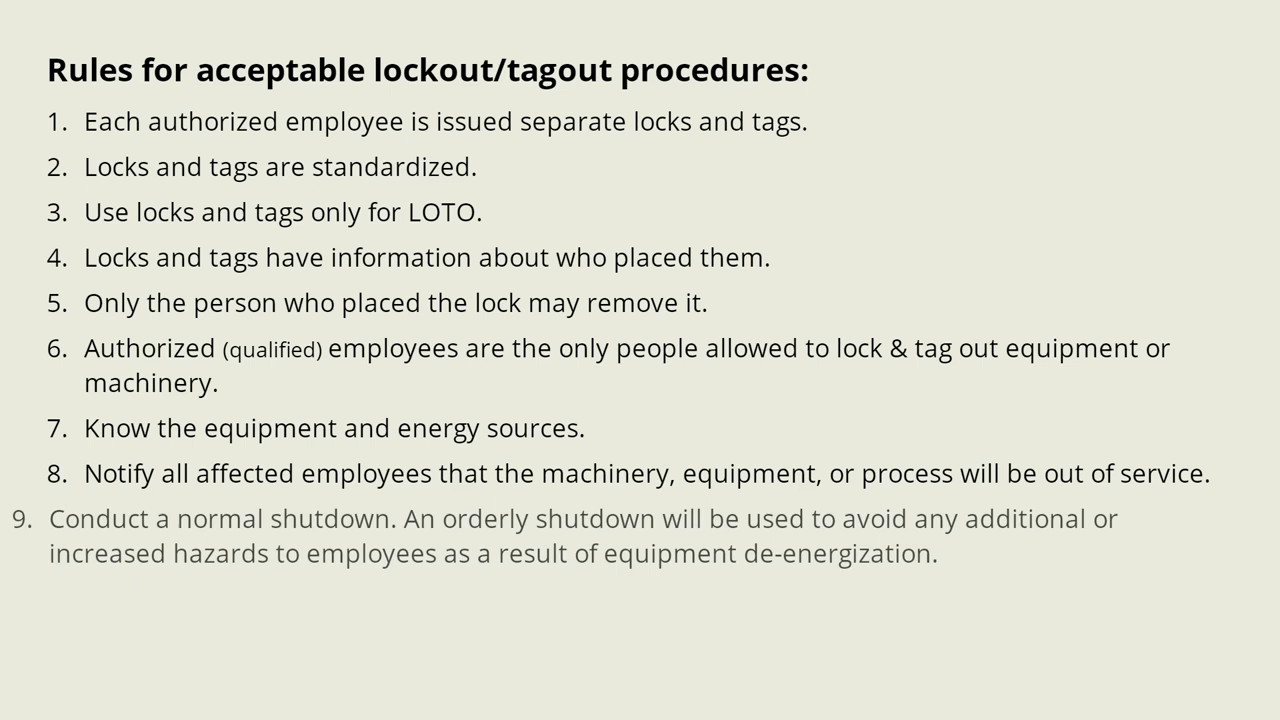 Rules for acceptable lockout/tagout procedures:
1. Each authorized employee is issued separate locks and tags.
2. Locks and tags are standardized.
3. Use locks and tags only for LOTO.
4. Locks and tags have information about who placed them.
5. Only the person who placed the lock may remove it.
6. Authorized (qualified) employees are the only people allowed to lock & tag out equipment or
machinery.
7. Know the equipment and energy sources.
8. Notify all affected employees that the machinery, equipment, or process will be out of service.
9. Conduct a normal shutdown. An orderly shutdown will be used to avoid any additional or
increased hazards to employees as a result of equipment de-energization.